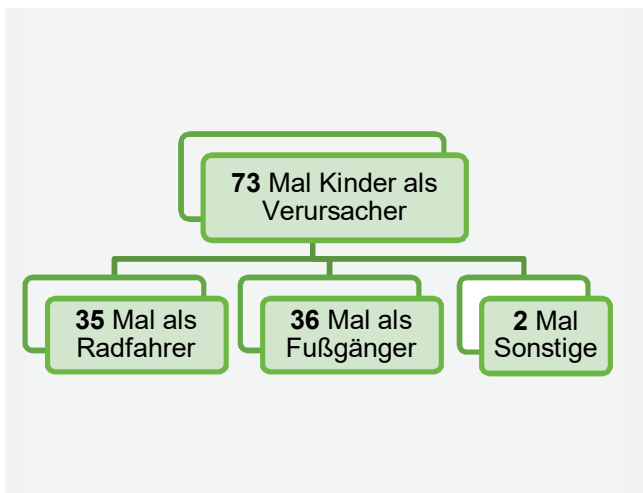 73 Mal Kinder als
Verursacher
35 Mal als
Radfahrer
36 Mal als
Fußgänger
2 Mal
Sonstige